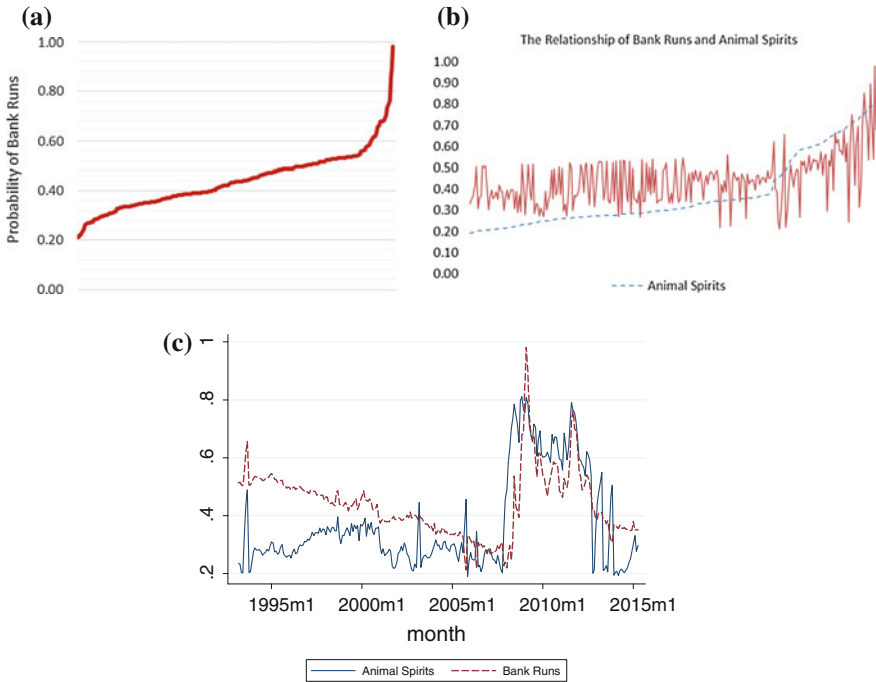 (a)
Probability of Bank Runs
1.00
0.80
0.60
0.40
0.20
0.00
(b)
The Relationship of Bank Runs and Animal Spirits
1.00
0.90
0.80
0.70
0.60
0.50
0.40
0.30
0.20
0.10
0.00
Animal Spirits
(c)
1
.8
.6
.4
.2
1995m1 2000m1 2005m1 2010m1 2015m1
month
Animal Spirits Bank Runs